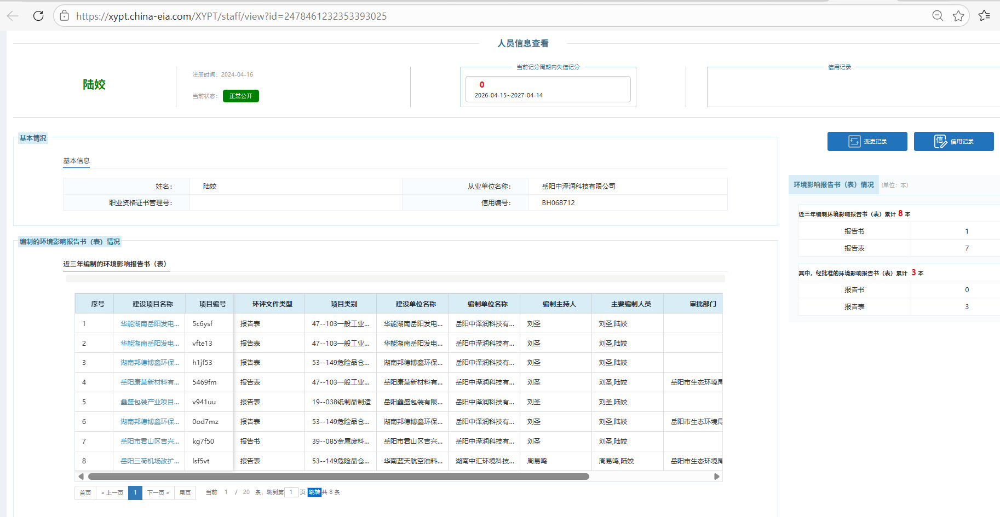 https://xypt.china-eia.com/XYPT/staff/view?id=2478461232353393025
人员信息查看
陆姣
注册时间：2024-04-16
当前状态：
正常公开
当前记分周期内失信记分
0
2026-04-15~2027-04-14
信用记录
基本情况
变更记录
信用记录
基本信息
姓名： 陆姣 从业单位名称： 岳阳中泽润科技有限公司
职业资格证书管理号： 信用编号： BH068712
环境影响报告书（表）情况 (单位：本)
近三年编制环境影响报告书（表）累计 8 本
报告书 1
报告表 7
其中，经批准的环境影响报告书（表）累计 3 本
报告书 0
报告表 3
编制的环境影响报告书（表）情况
近三年编制的环境影响报告书（表）
序号 建设项目名称 项目编号 环评文件类型 项目类别 建设单位名称 编制单位名称 编制主持人 主要编制人员 审批部门
1 华能湖南岳阳发电... 5c6ysf 报告表 47--103一般工业... 华能湖南岳阳发电... 岳阳中泽润科技有... 刘圣 刘圣,陆姣
2 华能湖南岳阳发电... vfte13 报告表 47--103一般工业... 华能湖南岳阳发电... 岳阳中泽润科技有... 刘圣 刘圣,陆姣
3 湖南邦德博鑫环保... h1jf53 报告表 53--149危险品仓... 湖南邦德博鑫环保... 岳阳中泽润科技有... 刘圣 刘圣,陆姣
4 岳阳康慧新材料有... 5469fm 报告表 47--103一般工业... 岳阳康慧新材料有... 岳阳中泽润科技有... 刘圣 刘圣,陆姣 岳阳市生态环境局
5 鑫盛包装产业项目... v941uu 报告表 19--038纸制品制造 岳阳鑫盛包装有限... 岳阳中泽润科技有... 刘圣 刘圣,陆姣
6 湖南邦德博鑫环保... 0od7mz 报告表 53--149危险品仓... 湖南邦德博鑫环保... 岳阳中泽润科技有... 刘圣 刘圣,陆姣 岳阳市生态环境局
7 岳阳市君山区吉兴... kg7f50 报告书 39--085金属废料... 岳阳市君山区吉兴... 岳阳中泽润科技有... 刘圣 刘圣,陆姣
8 岳阳三荷机场改扩... lsf5vt 报告表 53--149危险品仓... 华南蓝天航空油料... 湖南中汇环境科技... 周易鸣 周易鸣,陆姣 岳阳市生态环境局
首页 « 上一页 1 下一页 » 尾页 当前 1 / 20 条，跳到第 1 页 跳转 共 8 条